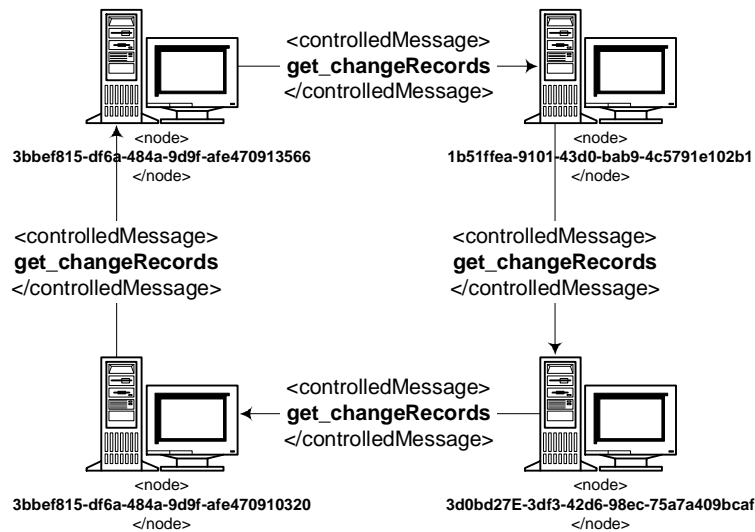 <controlledMessage>
get_changeRecords
</controlledMessage>
<node>
3bbef815-df6a-484a-9d9f-afe470913566
</node>
<node>
1b51ffea-9101-43d0-bab9-4c5791e102b1
</node>
<controlledMessage>
get_changeRecords
</controlledMessage>
<controlledMessage>
get_changeRecords
</controlledMessage>
<controlledMessage>
get_changeRecords
</controlledMessage>
<node>
3bbef815-df6a-484a-9d9f-afe470910320
</node>
<node>
3d0bd27E-3df3-42d6-98ec-75a7a409bcaf
</node>